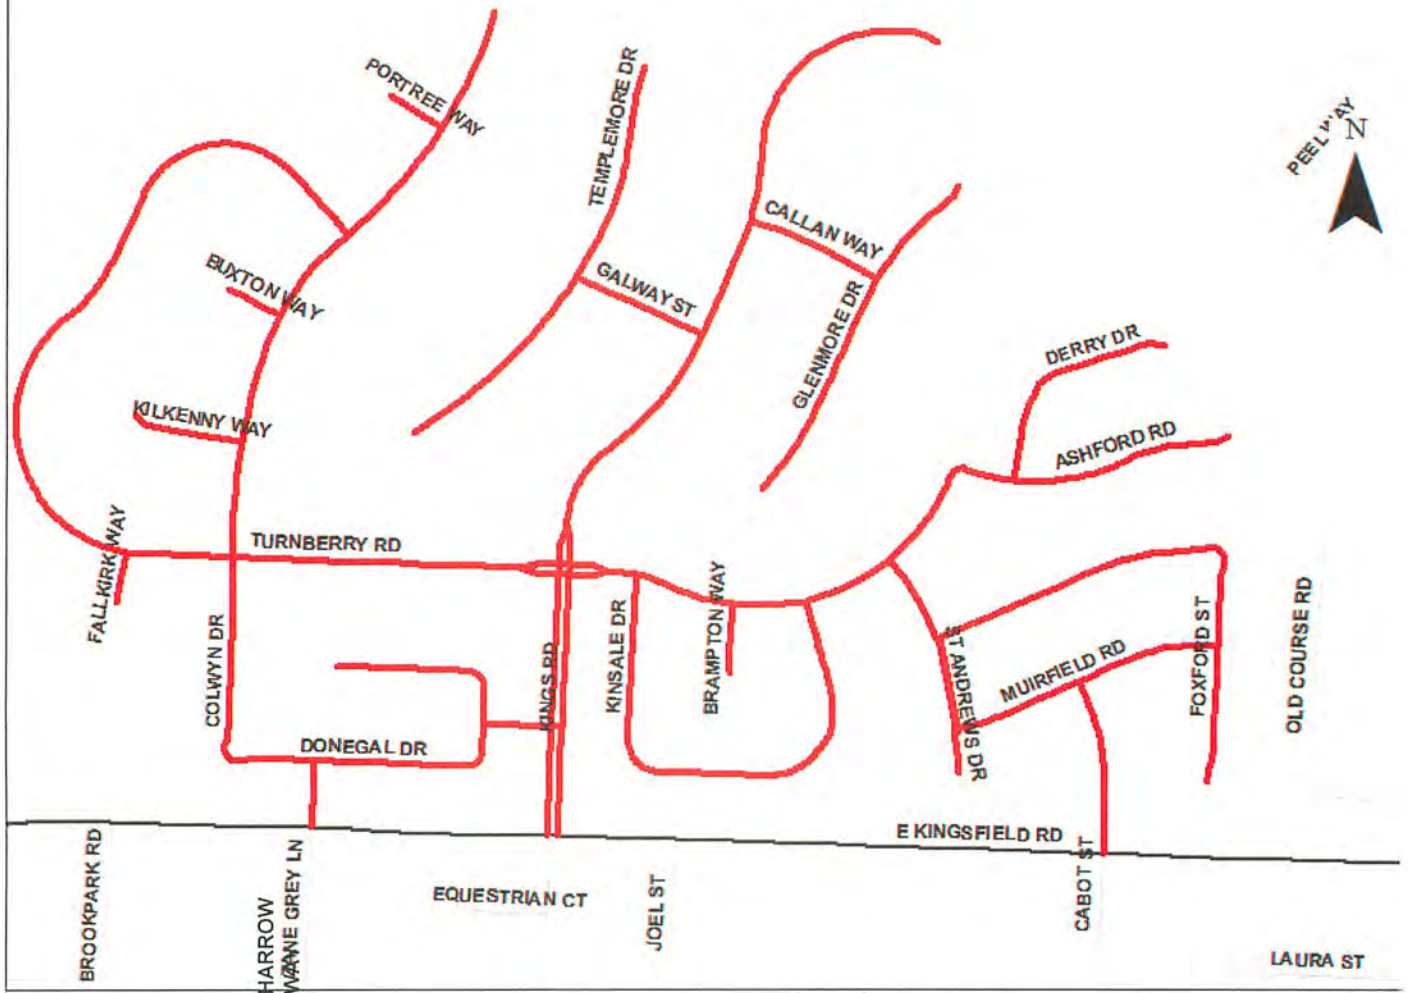 PORTREE WAY
TEMPLEMORE DR
PEEL WAY
N
CALLAN WAY
BUXTON WAY
GALWAY ST
GLENMORE DR
DERRY DR
KILKENNY WAY
ASHFORD RD
FALLKIRK WAY
TURNBERRY RD
COLWYN DR
KINGS RD
KINSALE DR
BRAMPTON WAY
ST ANDREWS DR
MUIRFIELD RD
FOXFORD ST
OLD COURSE RD
DONEGAL DR
E KINGSFIELD RD
BROOKPARK RD
HARROW
WAY
JANE GREY LN
EQUESTRIAN CT
JOEL ST
CABOT ST
LAURA ST